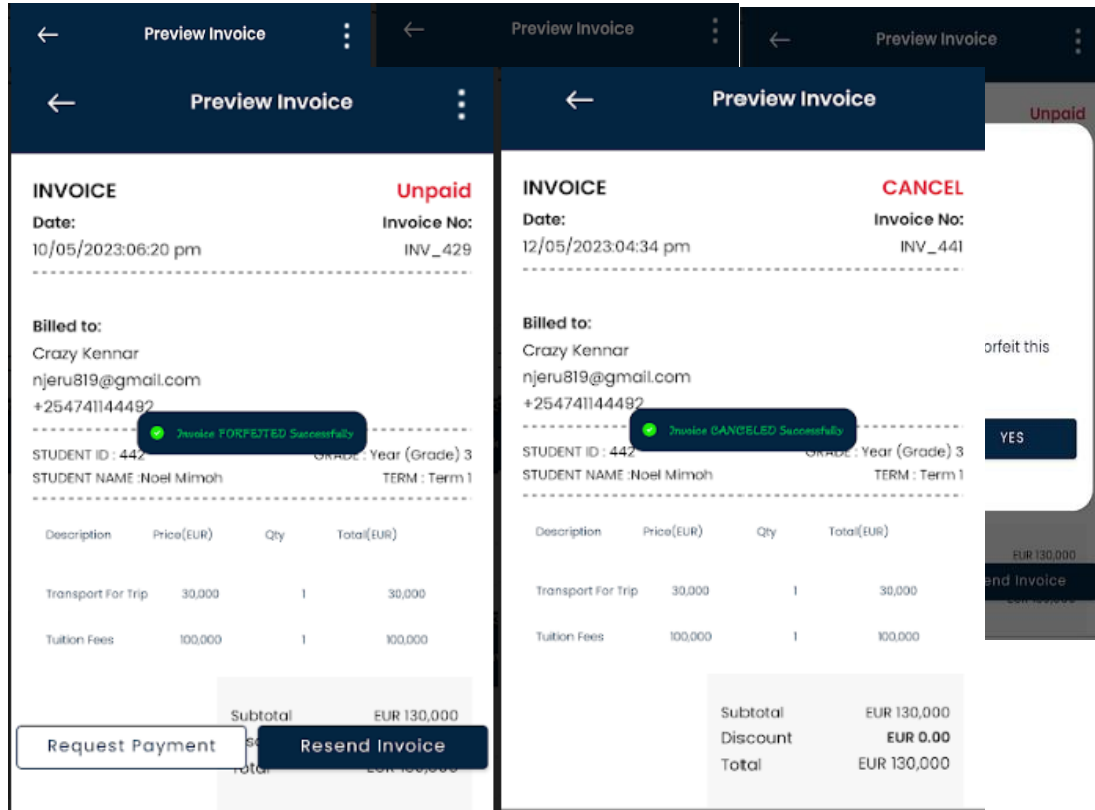 Preview Invoice
Preview Invoice
Preview Invoice
Preview Invoice
INVOICE Unpaid
Date: Invoice No:
10/05/2023:06:20 pm INV_429
Billed to:
Crazy Kennar
njeru819@gmail.com
+254741144492
Invoice FORFEITED Successfully
STUDENT ID : 442 GRADE : Year (Grade) 3
STUDENT NAME :Noel Mimoh TERM : Term 1
Description Price(EUR) Qty Total(EUR)
Transport For Trip 30,000 1 30,000
Tuition Fees 100,000 1 100,000
Subtotal EUR 130,000
Request Payment Resend Invoice
Total
Preview Invoice
INVOICE CANCEL
Date: Invoice No:
12/05/2023:04:34 pm INV_441
Billed to:
Crazy Kennar
njeru819@gmail.com
+254741144492
Invoice CANCELED Successfully
STUDENT ID : 442 GRADE : Year (Grade) 3
STUDENT NAME :Noel Mimoh TERM : Term 1
Description Price(EUR) Qty Total(EUR)
Transport For Trip 30,000 1 30,000
Tuition Fees 100,000 1 100,000
Subtotal EUR 130,000
Discount EUR 0.00
Total EUR 130,000
Unpaid
orfeit this
YES
EUR 130,000
end Invoice